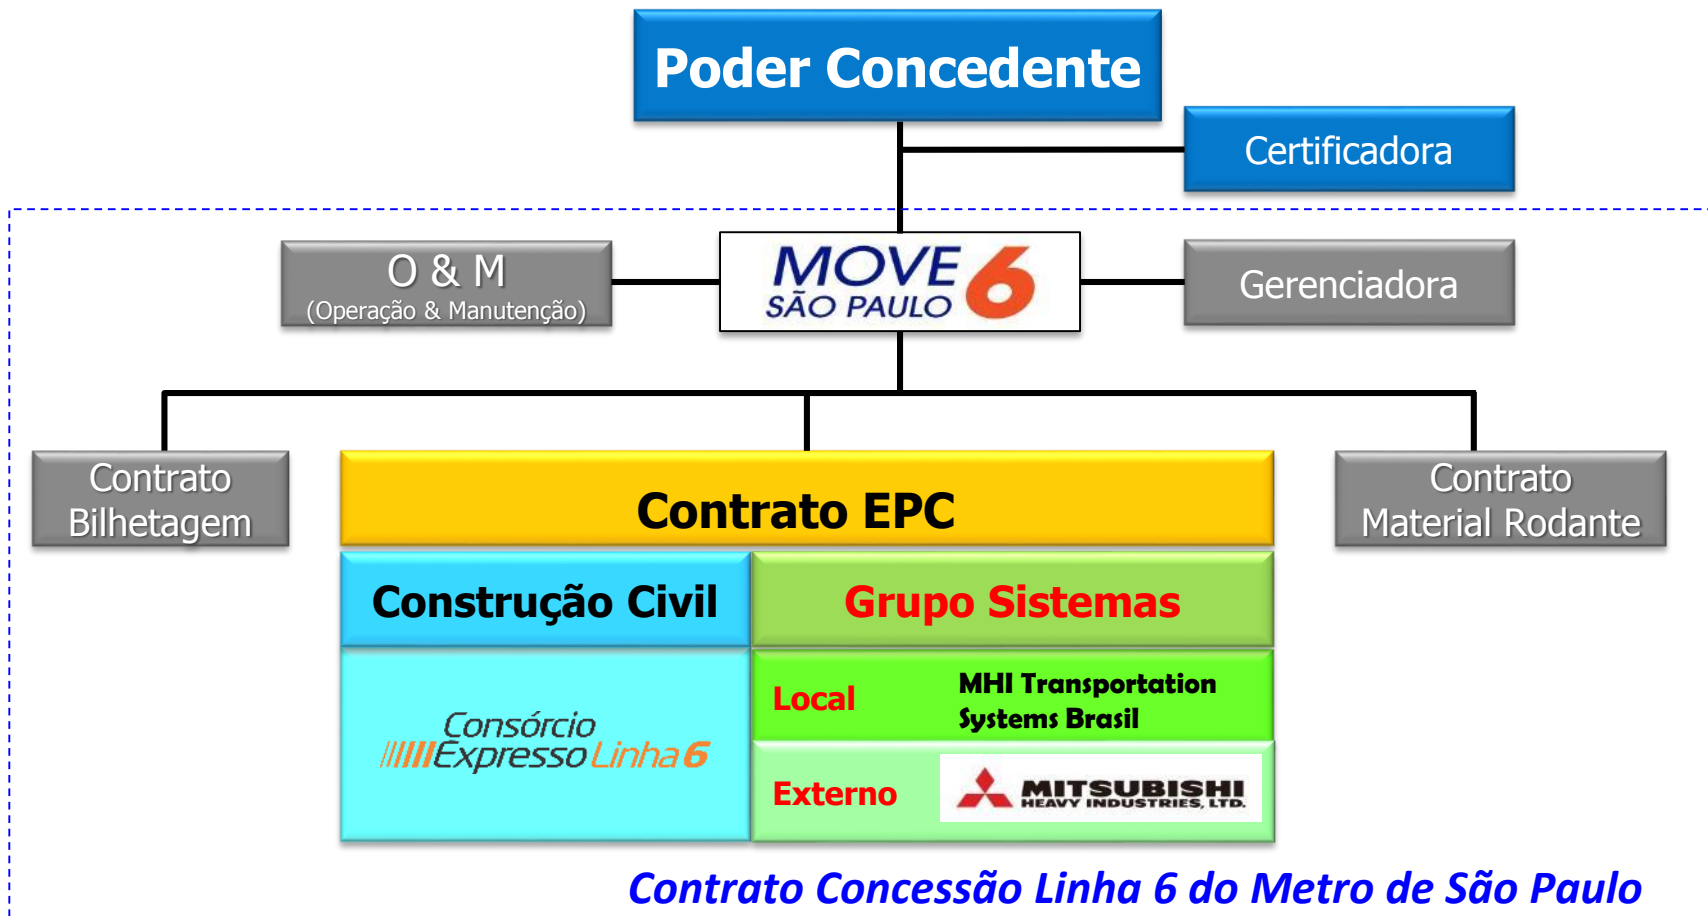 Poder Concedente
Certificadora
O & M
(Operação & Manutenção)
MOVE 6
SÃO PAULO
Gerenciadora
Contrato
Bilhetagem
Contrato EPC
Contrato
Material Rodante
Construção Civil
Grupo Sistemas
Consórcio
Expresso Linha 6
Local
MHI Transportation
Systems Brasil
Externo
MITSUBISHI
HEAVY INDUSTRIES, LTD.
Contrato Concessão Linha 6 do Metro de São Paulo